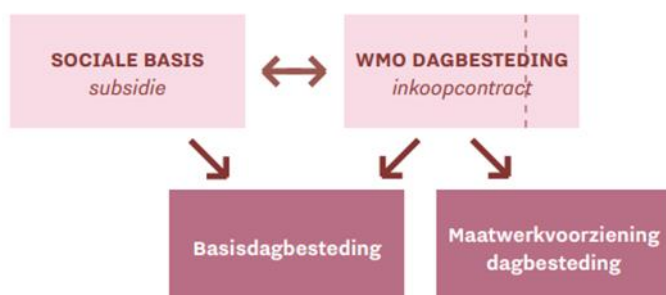 SOCIALE BASIS
subsidie
WMO DAGBESTEDING
inkoopcontract
Basisdagbesteding
Maatwerkvoorziening
dagbesteding